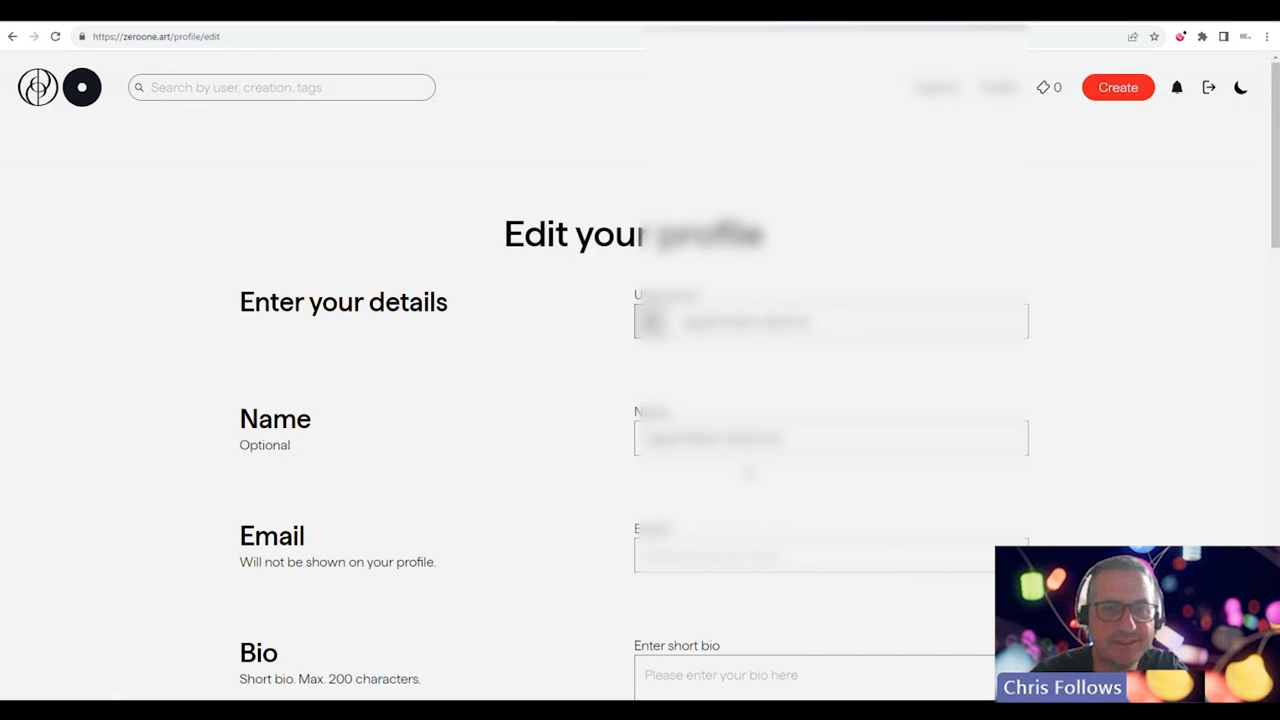 https://zeroone.art/profile/edit
Search by user, creation, tags
0
Create
Edit your profile
Enter your details
Name
Optional
Email
Will not be shown on your profile.
Bio
Enter short bio
Short bio. Max. 200 characters.
Please enter your bio here
Chris Follows